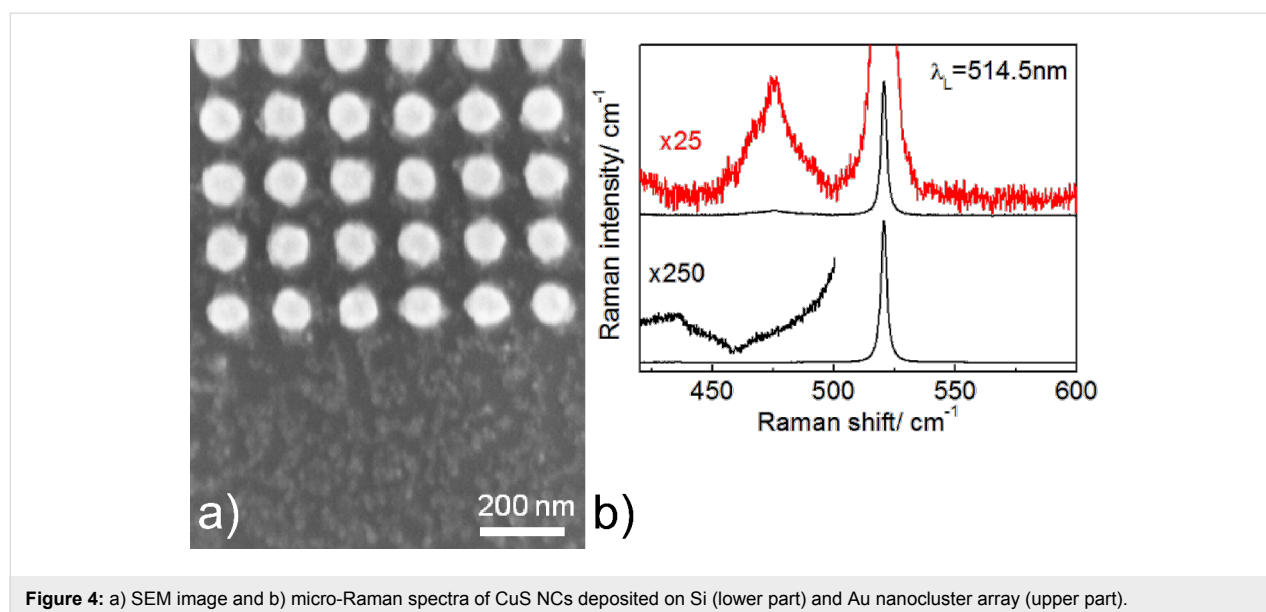 a)
200 nm
b)
λL=514.5nm
x25
x250
Raman intensity/ cm-1
450 500 550 600
Raman shift/ cm-1
Figure 4: a) SEM image and b) micro-Raman spectra of CuS NCs deposited on Si (lower part) and Au nanocluster array (upper part).